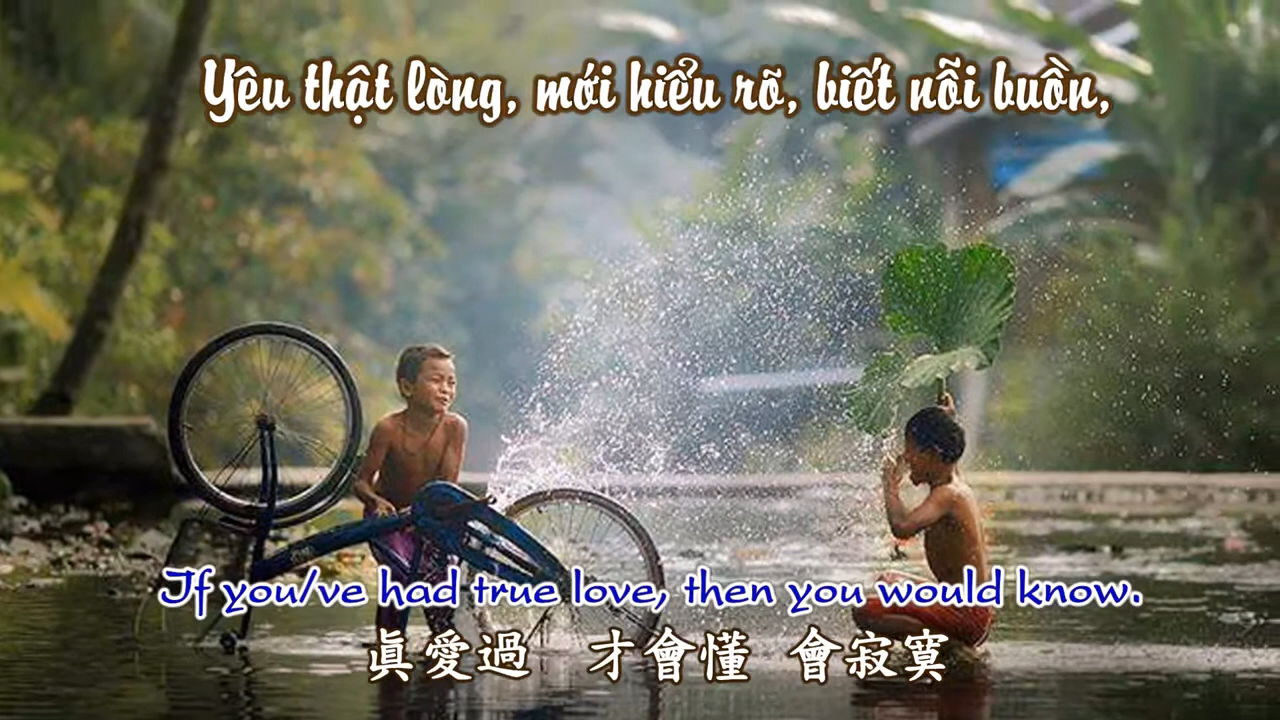 Yêu thật lòng, mới hiểu rõ, biết nỗi buồn,
If you/ve had true love, then you would know.
真愛過 才會懂 會寂寞